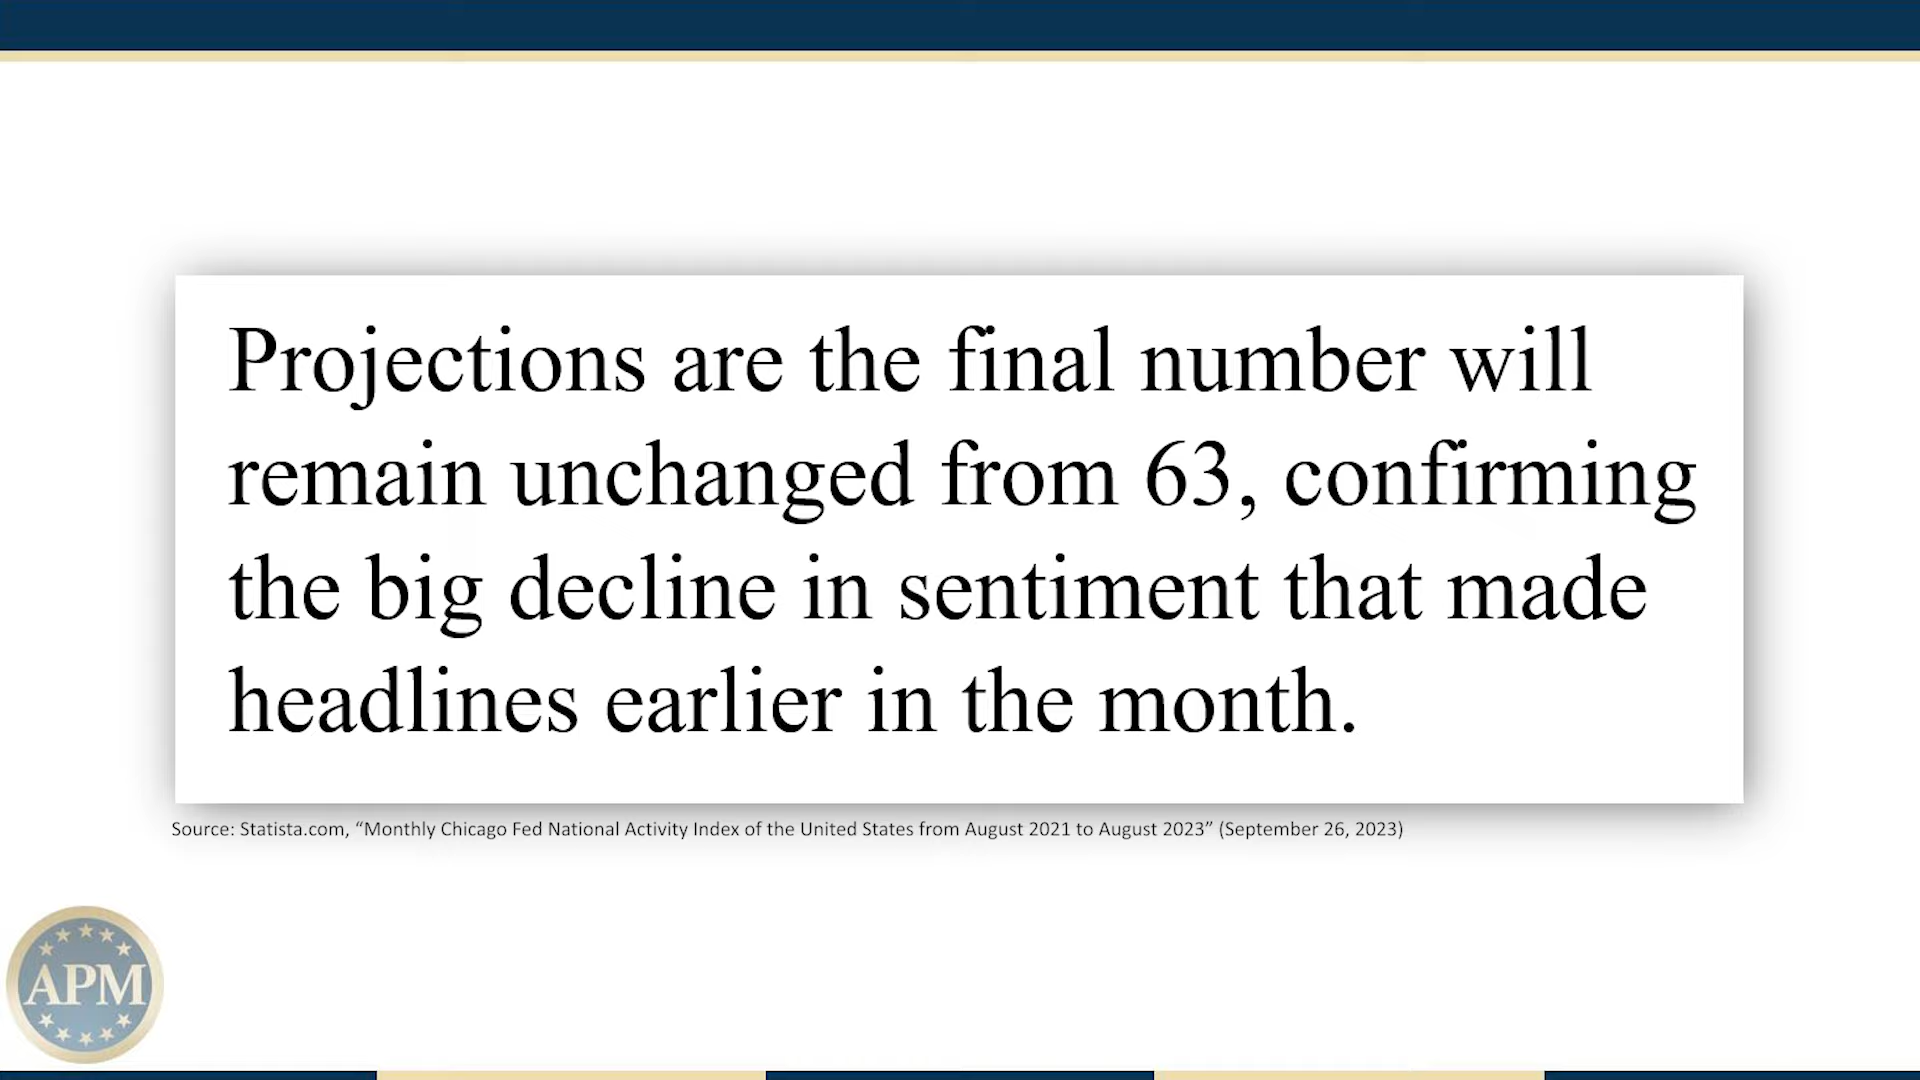 Projections are the final number will
remain unchanged from 63, confirming
the big decline in sentiment that made
headlines earlier in the month.
Source: Statista.com, “Monthly Chicago Fed National Activity Index of the United States from August 2021 to August 2023” (September 26, 2023)
APM